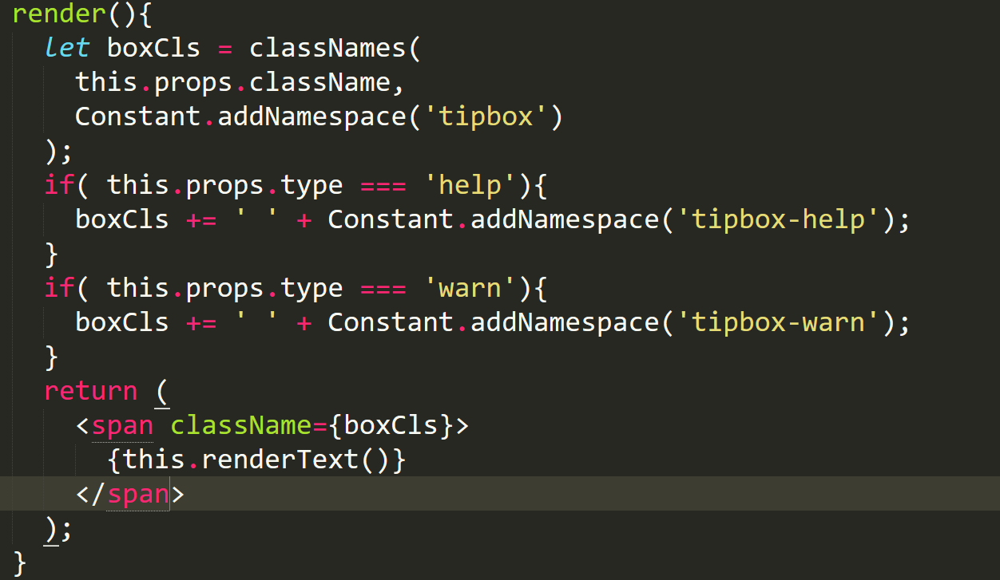 render(){
  let boxCls = classNames(
    this.props.className,
    Constant.addNamespace('tipbox')
  );
  if( this.props.type === 'help'){
    boxCls += ' ' + Constant.addNamespace('tipbox-help');
  }
  if( this.props.type === 'warn'){
    boxCls += ' ' + Constant.addNamespace('tipbox-warn');
  }
  return (
    <span className={boxCls}>
      {this.renderText()}
    </span>
  );
}